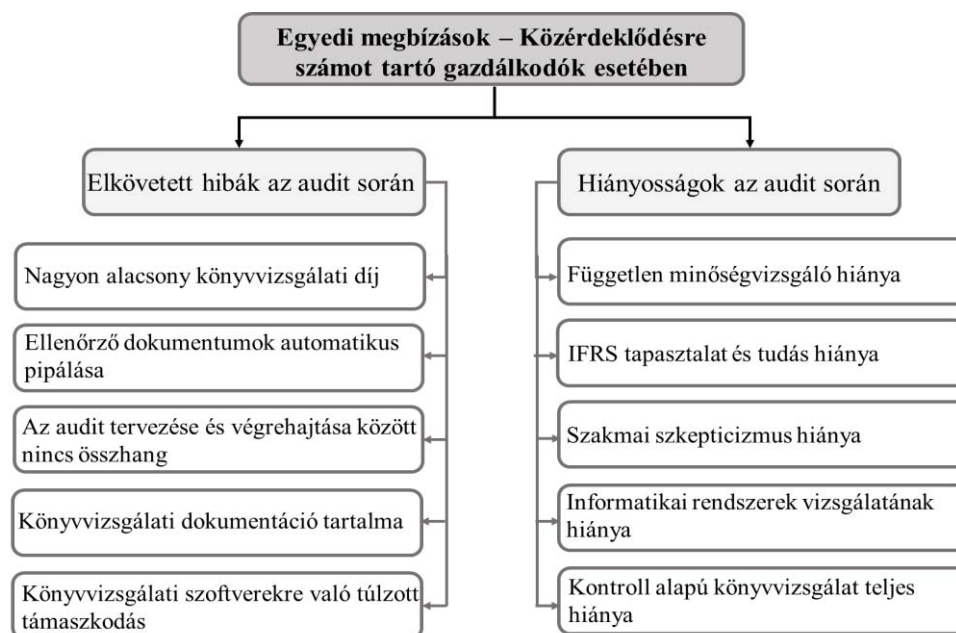 Egyedi megbízások – Közérdeklődésre
számot tartó gazdálkodók esetében
Elkövetett hibák az audit során
Nagyon alacsony könyvvizsgálati díj
Ellenőrző dokumentumok automatikus
pipálása
Az audit tervezése és végrehajtása között
nincs összhang
Könyvvizsgálati dokumentáció tartalma
Könyvvizsgálati szoftverekre való túlzott
támaszkodás
Hiányosságok az audit során
Független minőségvizsgáló hiánya
IFRS tapasztalat és tudás hiánya
Szakmai szkepticizmus hiánya
Informatikai rendszerek vizsgálatának
hiánya
Kontroll alapú könyvvizsgálat teljes
hiánya